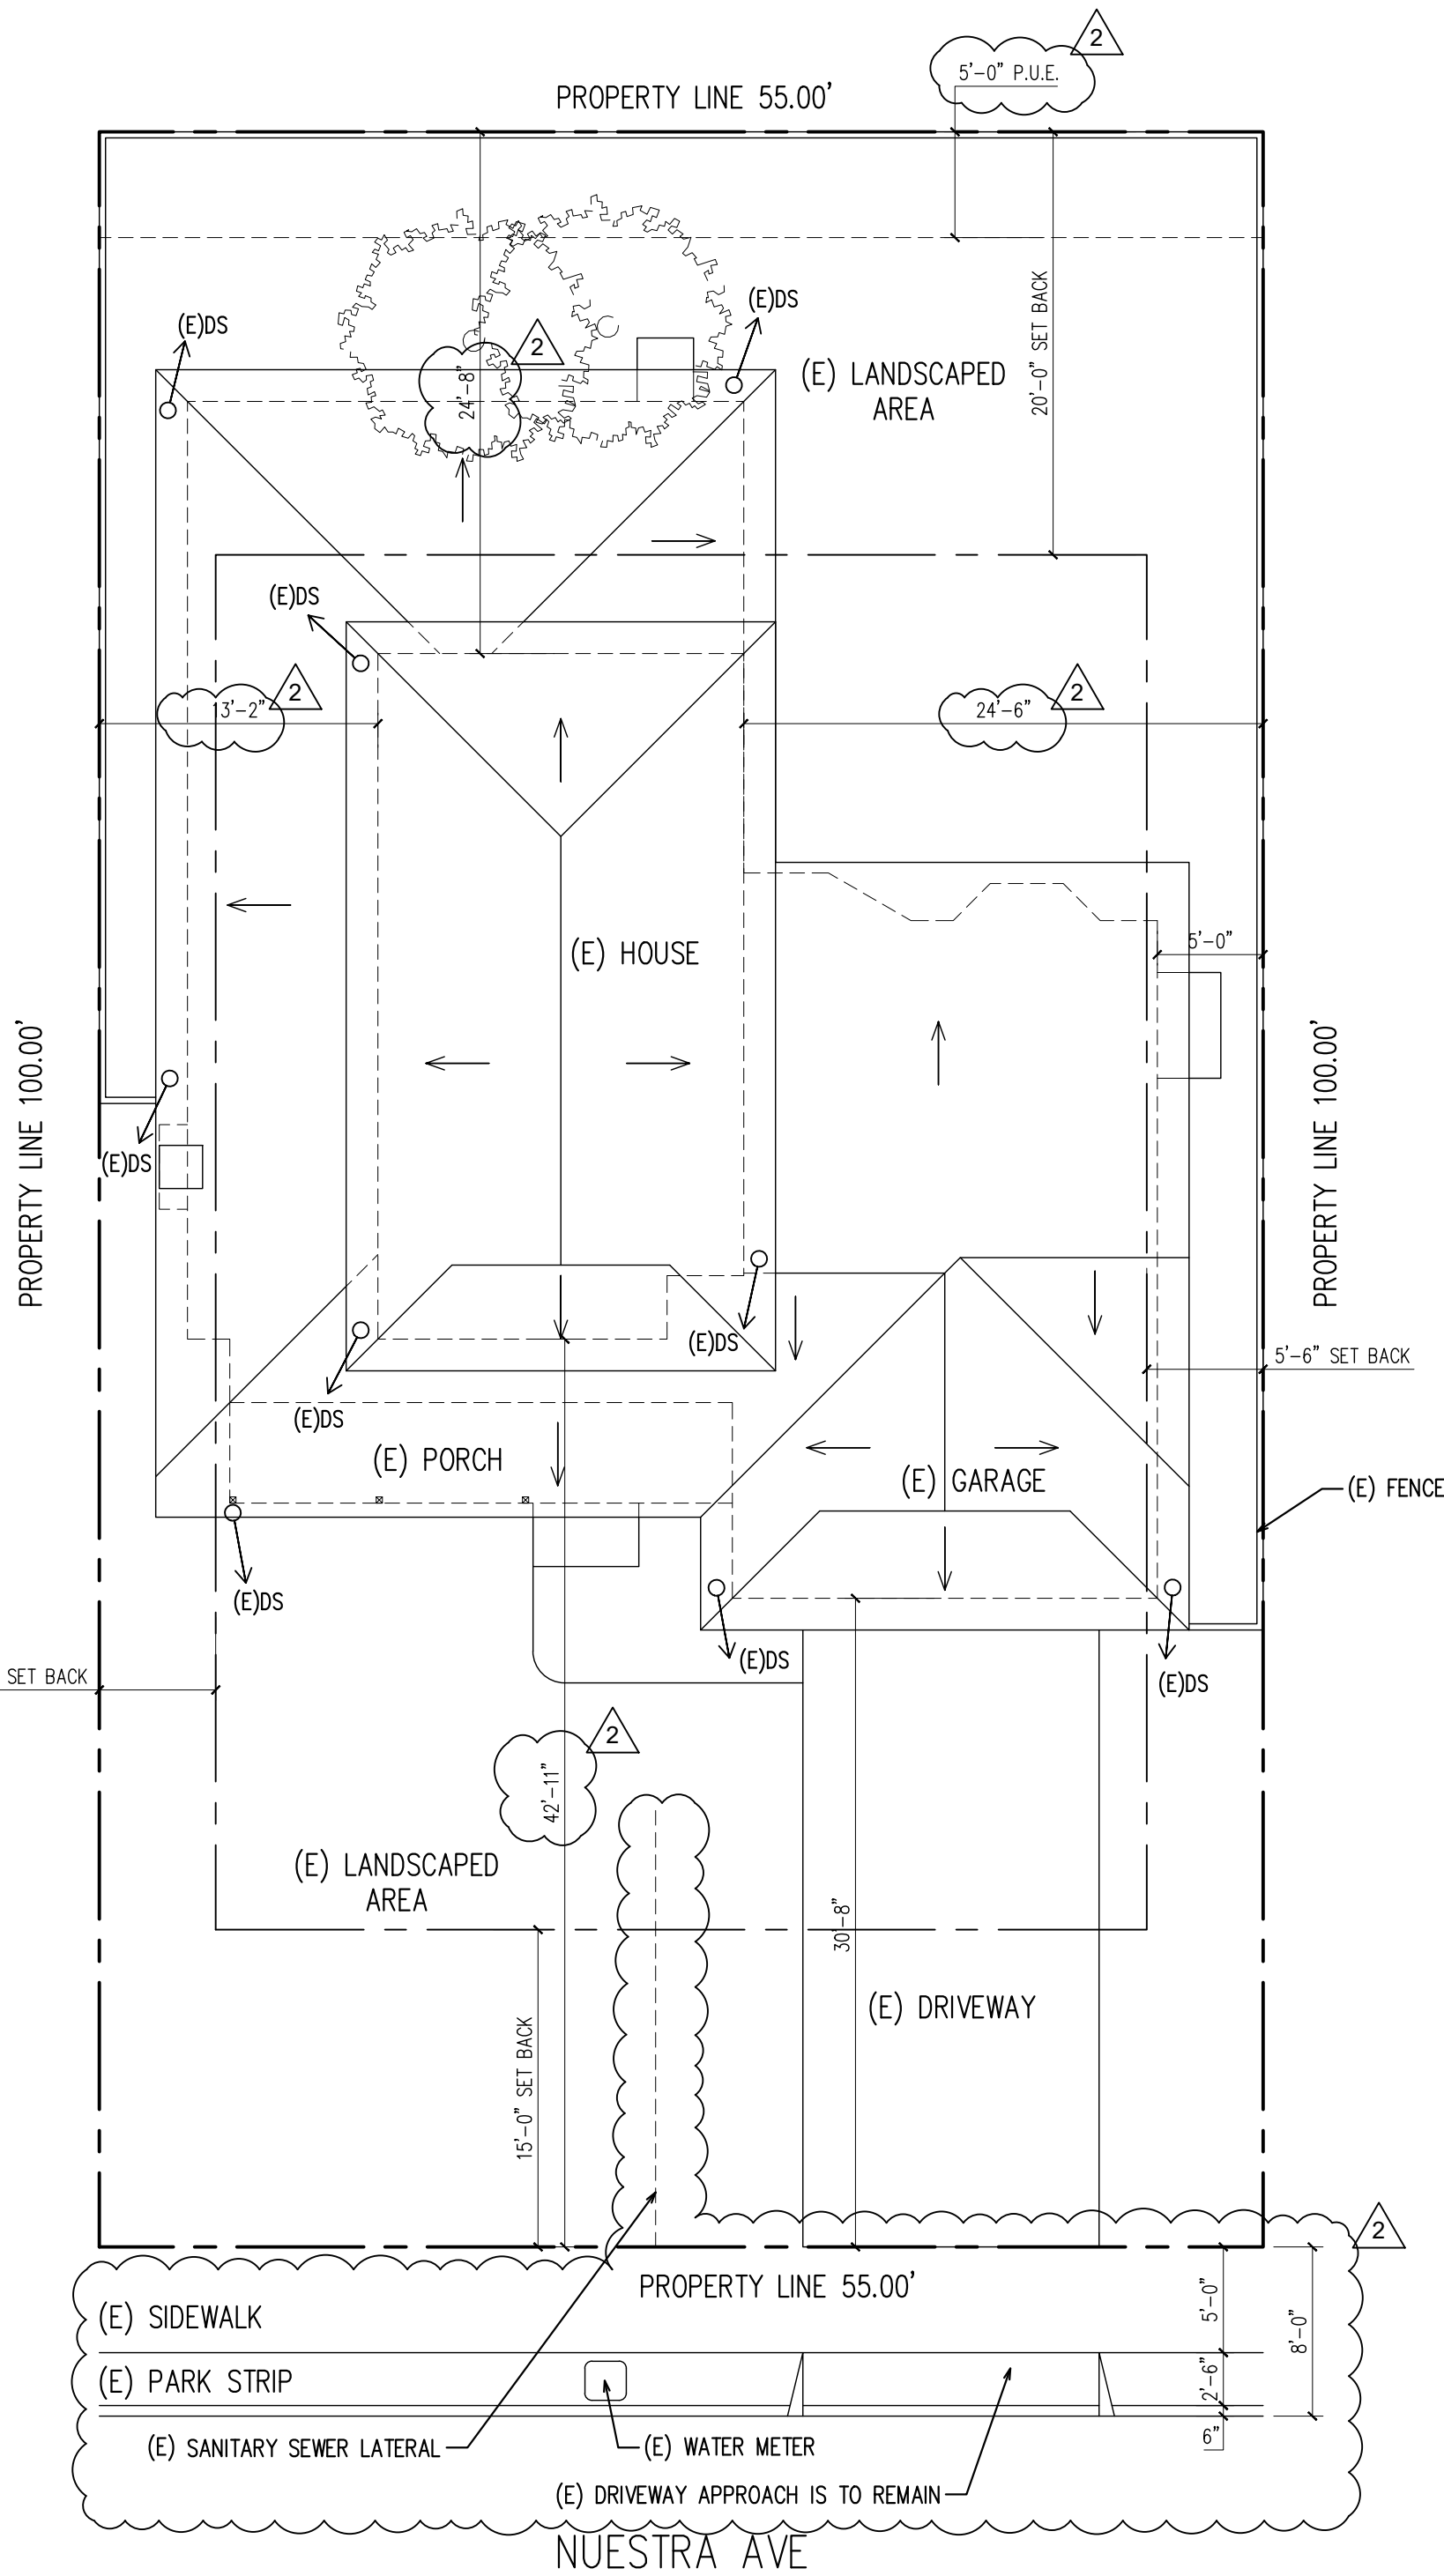 2
5'-0" P.U.E.
PROPERTY LINE 55.00'
20'-0" SET BACK
(E)DS
(E)DS
2
24'-8"
(E) LANDSCAPED
AREA
(E)DS
2
13'-2"
2
24'-6"
(E) HOUSE
5'-0"
PROPERTY LINE 100.00'
PROPERTY LINE 100.00'
(E)DS
(E)DS
5'-6" SET BACK
(E)DS
(E) PORCH
(E) GARAGE
(E) FENCE
(E)DS
(E)DS
(E)DS
SET BACK
2
42'-11"
(E) LANDSCAPED
AREA
30'-8"
(E) DRIVEWAY
15'-0" SET BACK
2
PROPERTY LINE 55.00'
5'-0"
8'-0"
(E) SIDEWALK
(E) PARK STRIP
2'-6"
6"
(E) SANITARY SEWER LATERAL
(E) WATER METER
(E) DRIVEWAY APPROACH IS TO REMAIN
NUESTRA AVE